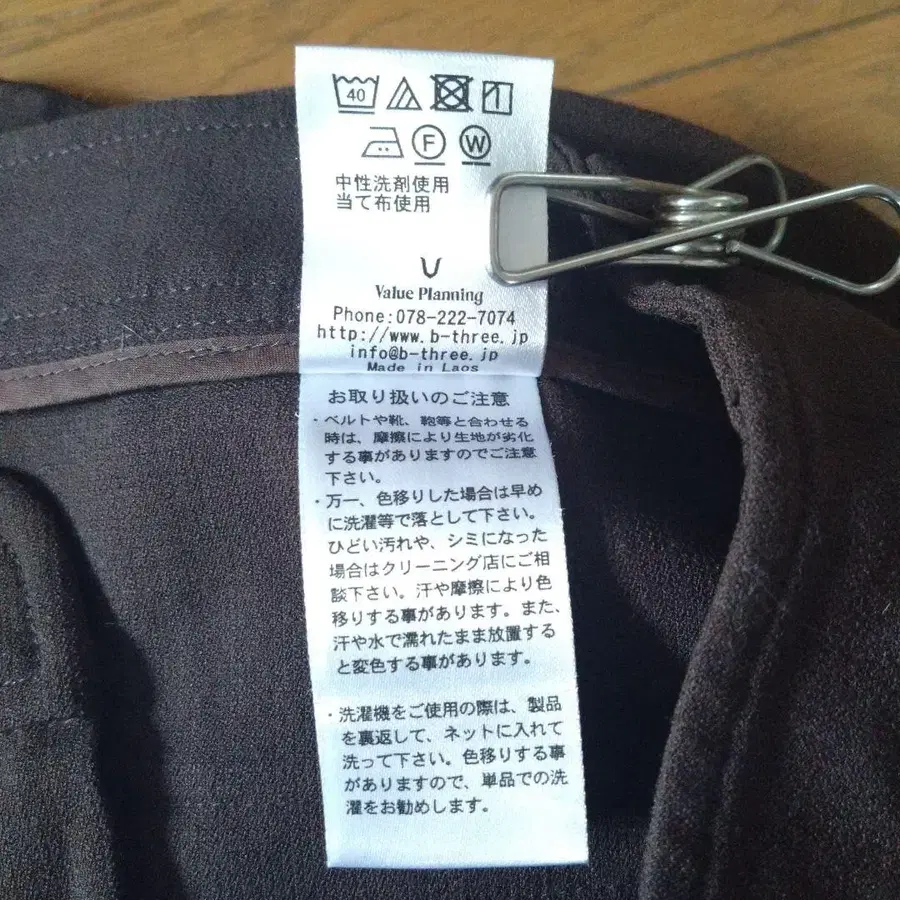 40
F W
中性洗剤使用
当て布使用
Value Planning
Phone:078-222-7074
http://www.b-three.jp
info@b-three.jp
Made in Laos
お取り扱いのご注意
・ベルトや靴、鞄等と合わせる
時は、摩擦により生地が劣化
する事がありますのでご注意
下さい。
・万一、色移りした場合は早め
に洗濯等で落として下さい。
ひどい汚れや、シミになった
場合はクリーニング店にご相
談下さい。汗や摩擦により色
移りする事があります。また、
汗や水で濡れたまま放置する
と変色する事があります。
・洗濯機をご使用の際は、製品
を裏返して、ネットに入れて
洗って下さい。色移りする事
がありますので、単品での洗
濯をお勧めします。